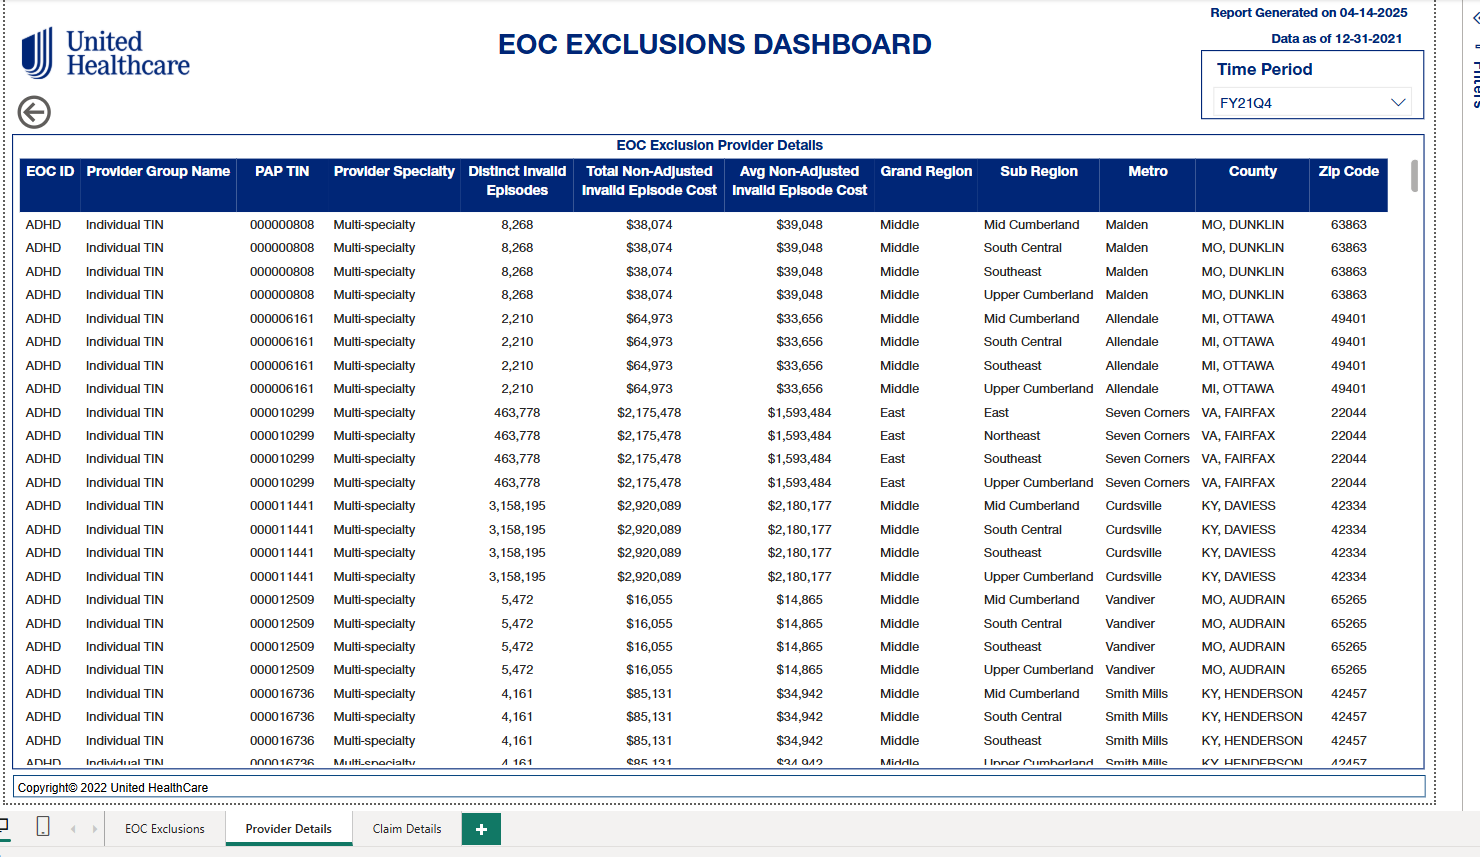 Report Generated on 04-14-2025
United
Healthcare
EOC EXCLUSIONS DASHBOARD
Data as of 12-31-2021
Time Period
FY21Q4
Filters
EOC Exclusion Provider Details
EOC ID Provider Group Name PAP TIN Provider Specialty Distinct Invalid Episodes Total Non-Adjusted Invalid Episode Cost Avg Non-Adjusted Invalid Episode Cost Grand Region Sub Region Metro County Zip Code
ADHD Individual TIN 000000808 Multi-specialty 8,268 $38,074 $39,048 Middle Mid Cumberland Malden MO, DUNKLIN 63863
ADHD Individual TIN 000000808 Multi-specialty 8,268 $38,074 $39,048 Middle South Central Malden MO, DUNKLIN 63863
ADHD Individual TIN 000000808 Multi-specialty 8,268 $38,074 $39,048 Middle Southeast Malden MO, DUNKLIN 63863
ADHD Individual TIN 000000808 Multi-specialty 8,268 $38,074 $39,048 Middle Upper Cumberland Malden MO, DUNKLIN 63863
ADHD Individual TIN 000006161 Multi-specialty 2,210 $64,973 $33,656 Middle Mid Cumberland Allendale MI, OTTAWA 49401
ADHD Individual TIN 000006161 Multi-specialty 2,210 $64,973 $33,656 Middle South Central Allendale MI, OTTAWA 49401
ADHD Individual TIN 000006161 Multi-specialty 2,210 $64,973 $33,656 Middle Southeast Allendale MI, OTTAWA 49401
ADHD Individual TIN 000006161 Multi-specialty 2,210 $64,973 $33,656 Middle Upper Cumberland Allendale MI, OTTAWA 49401
ADHD Individual TIN 000010299 Multi-specialty 463,778 $2,175,478 $1,593,484 East East Seven Corners VA, FAIRFAX 22044
ADHD Individual TIN 000010299 Multi-specialty 463,778 $2,175,478 $1,593,484 East Northeast Seven Corners VA, FAIRFAX 22044
ADHD Individual TIN 000010299 Multi-specialty 463,778 $2,175,478 $1,593,484 East Southeast Seven Corners VA, FAIRFAX 22044
ADHD Individual TIN 000010299 Multi-specialty 463,778 $2,175,478 $1,593,484 East Upper Cumberland Seven Corners VA, FAIRFAX 22044
ADHD Individual TIN 000011441 Multi-specialty 3,158,195 $2,920,089 $2,180,177 Middle Mid Cumberland Curdsville KY, DAVIESS 42334
ADHD Individual TIN 000011441 Multi-specialty 3,158,195 $2,920,089 $2,180,177 Middle South Central Curdsville KY, DAVIESS 42334
ADHD Individual TIN 000011441 Multi-specialty 3,158,195 $2,920,089 $2,180,177 Middle Southeast Curdsville KY, DAVIESS 42334
ADHD Individual TIN 000011441 Multi-specialty 3,158,195 $2,920,089 $2,180,177 Middle Upper Cumberland Curdsville KY, DAVIESS 42334
ADHD Individual TIN 000012509 Multi-specialty 5,472 $16,055 $14,865 Middle Mid Cumberland Vandiver MO, AUDRAIN 65265
ADHD Individual TIN 000012509 Multi-specialty 5,472 $16,055 $14,865 Middle South Central Vandiver MO, AUDRAIN 65265
ADHD Individual TIN 000012509 Multi-specialty 5,472 $16,055 $14,865 Middle Southeast Vandiver MO, AUDRAIN 65265
ADHD Individual TIN 000012509 Multi-specialty 5,472 $16,055 $14,865 Middle Upper Cumberland Vandiver MO, AUDRAIN 65265
ADHD Individual TIN 000016736 Multi-specialty 4,161 $85,131 $34,942 Middle Mid Cumberland Smith Mills KY, HENDERSON 42457
ADHD Individual TIN 000016736 Multi-specialty 4,161 $85,131 $34,942 Middle South Central Smith Mills KY, HENDERSON 42457
ADHD Individual TIN 000016736 Multi-specialty 4,161 $85,131 $34,942 Middle Southeast Smith Mills KY, HENDERSON 42457
ADHD Individual TIN 000016736 Multi-specialty 4,161 $85,131 $34,942 Middle Upper Cumberland Smith Mills KY, HENDERSON 42457
Copyright© 2022 United HealthCare
EOC Exclusions Provider Details Claim Details +